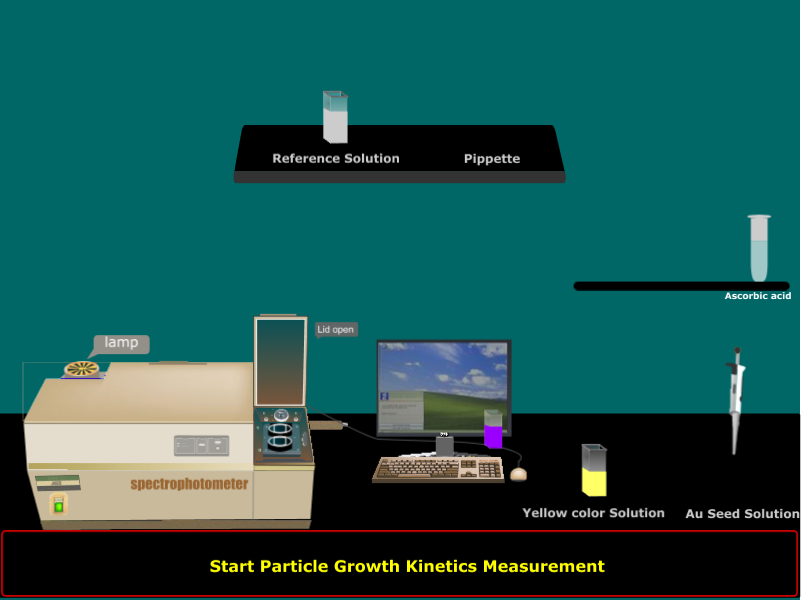 Reference Solution
Pippette
Ascorbic acid
Lid open
lamp
spectrophotometer
Yellow color Solution
Au Seed Solution
Start Particle Growth Kinetics Measurement